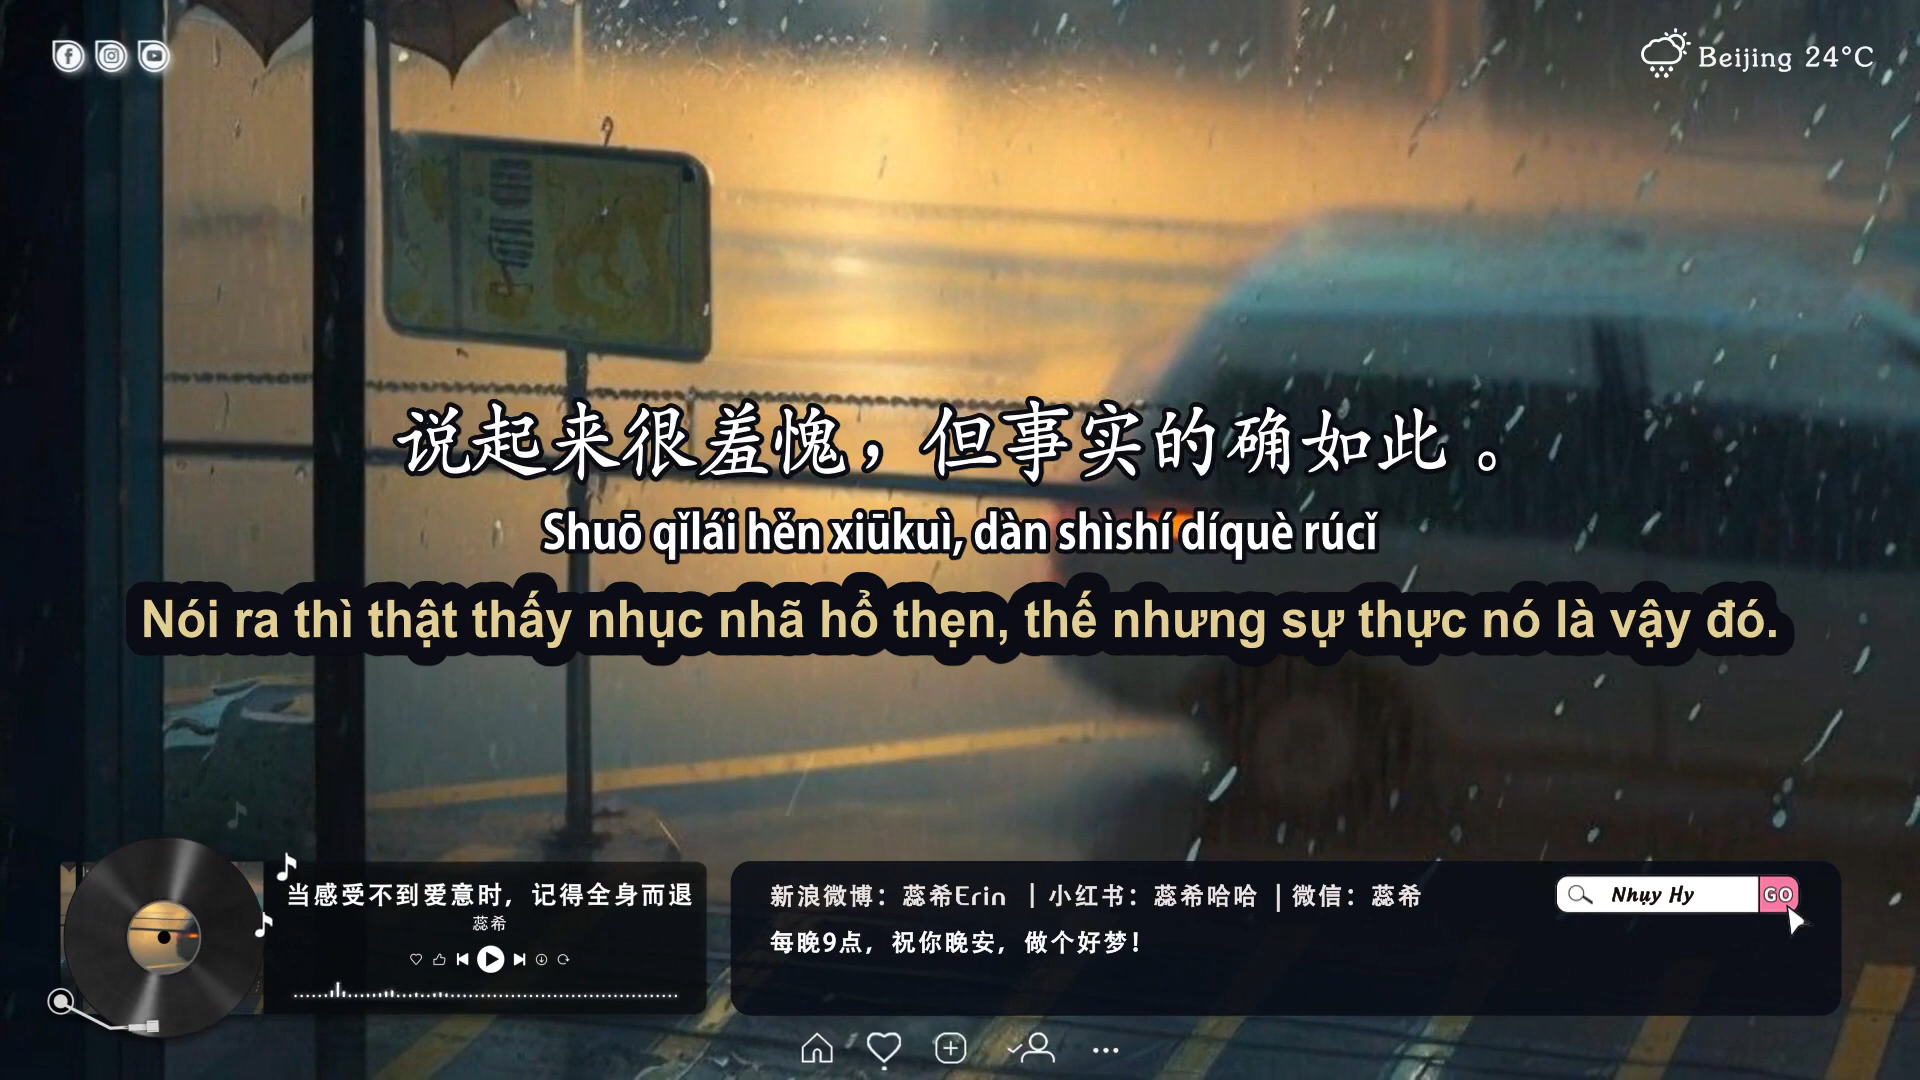 Beijing 24°C
说起来很羞愧，但事实的确如此 。
Shuō qǐlái hěn xiūkuì, dàn shìshí díquè rúcǐ
Nói ra thì thật thấy nhục nhã hổ thẹn, thế nhưng sự thực nó là vậy đó.
当感受不到爱意时，记得全身而退
蕊希
新浪微博：蕊希Erin ｜小红书：蕊希哈哈 ｜微信：蕊希
每晚9点，祝你晚安，做个好梦！
Nhụy Hy GO